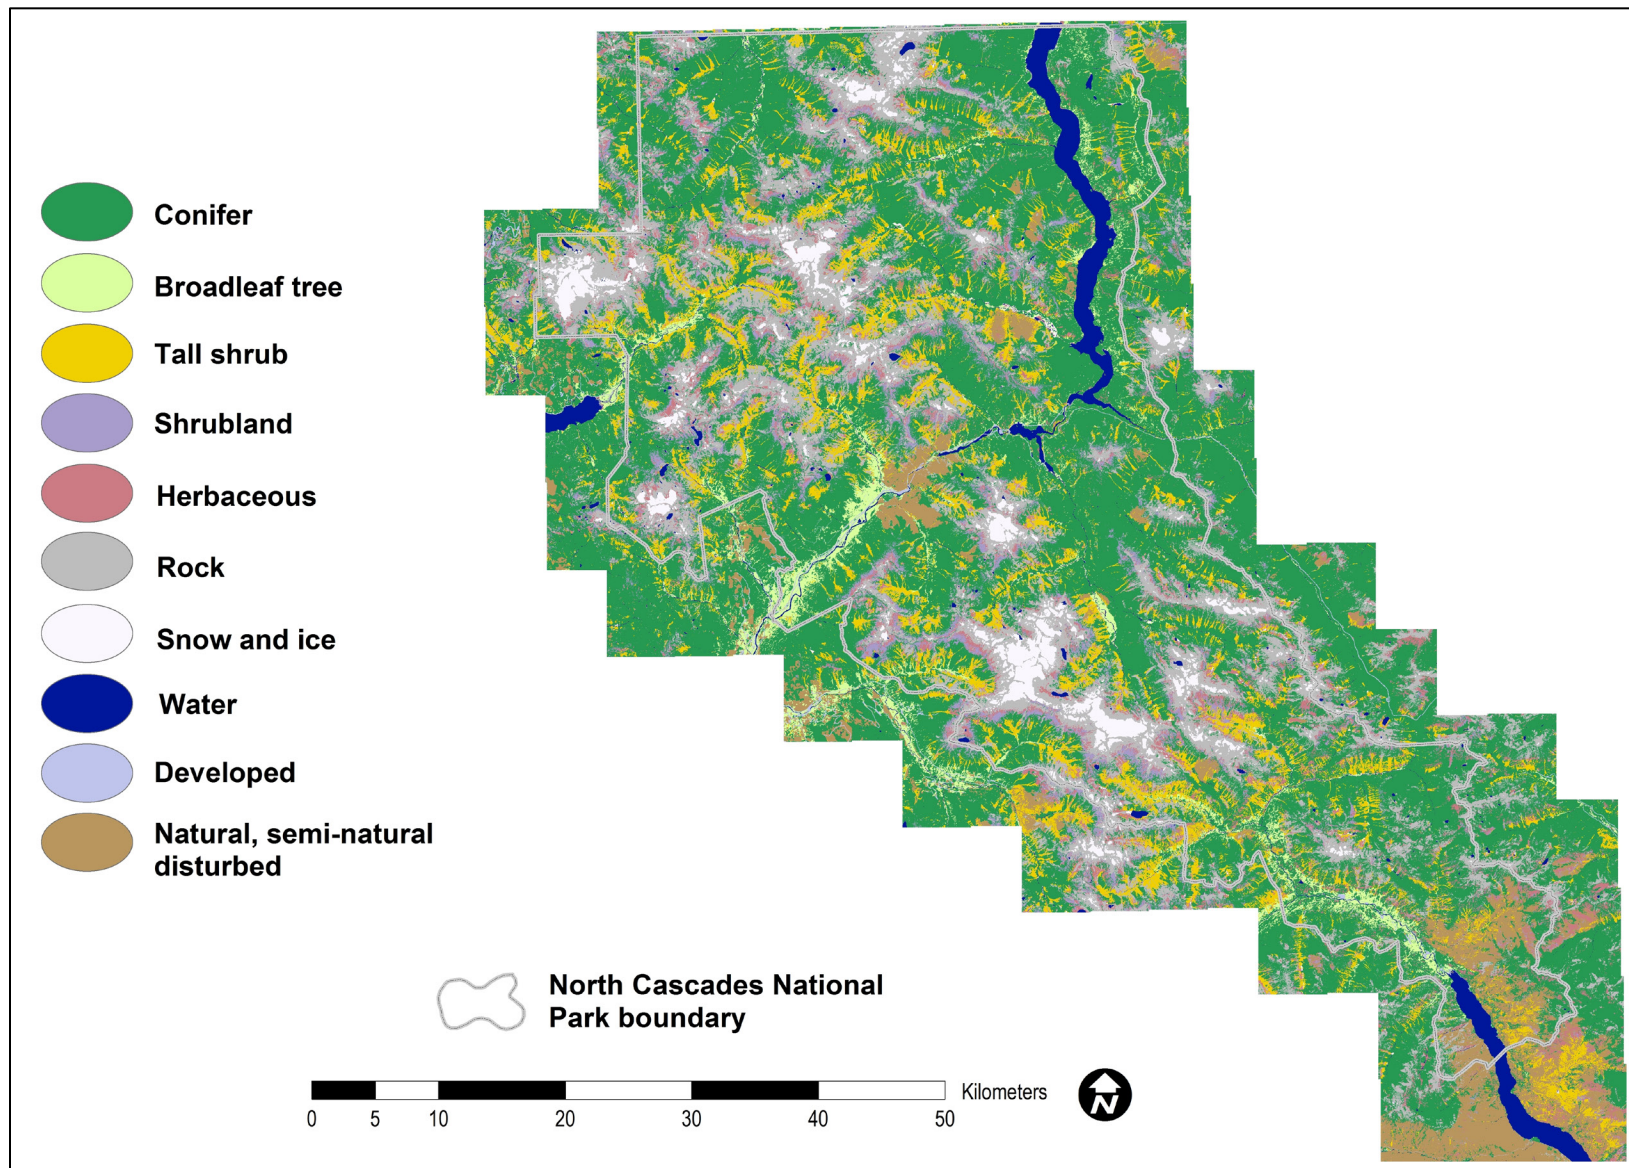 Conifer
Broadleaf tree
Tall shrub
Shrubland
Herbaceous
Rock
Snow and ice
Water
Developed
Natural, semi-natural
disturbed
North Cascades National
Park boundary
Kilometers
0 5 10 20 30 40 50
N